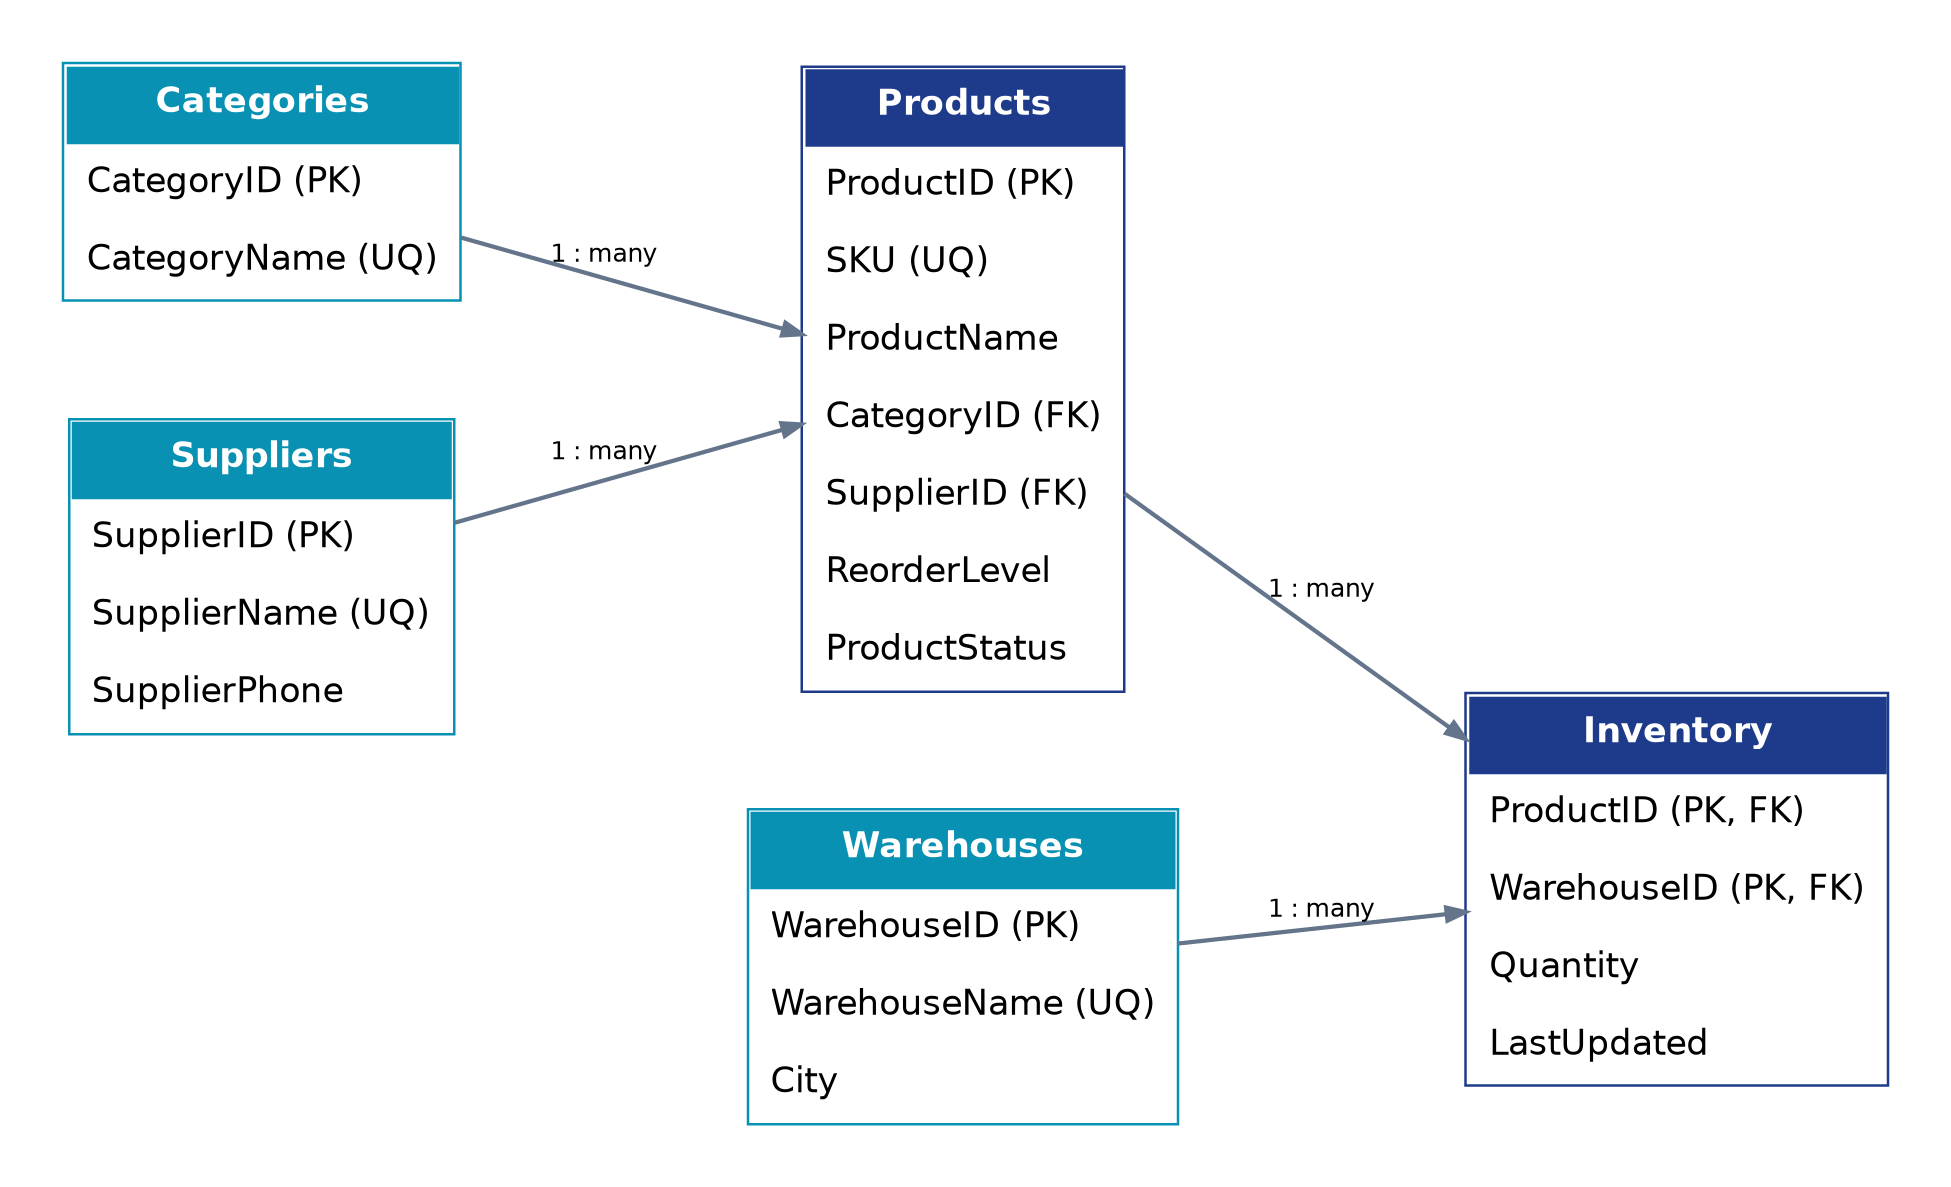 Categories
CategoryID (PK)
CategoryName (UQ)
1 : many
Suppliers
SupplierID (PK)
SupplierName (UQ)
SupplierPhone
1 : many
Products
ProductID (PK)
SKU (UQ)
ProductName
CategoryID (FK)
SupplierID (FK)
ReorderLevel
ProductStatus
1 : many
Warehouses
WarehouseID (PK)
WarehouseName (UQ)
City
1 : many
Inventory
ProductID (PK, FK)
WarehouseID (PK, FK)
Quantity
LastUpdated